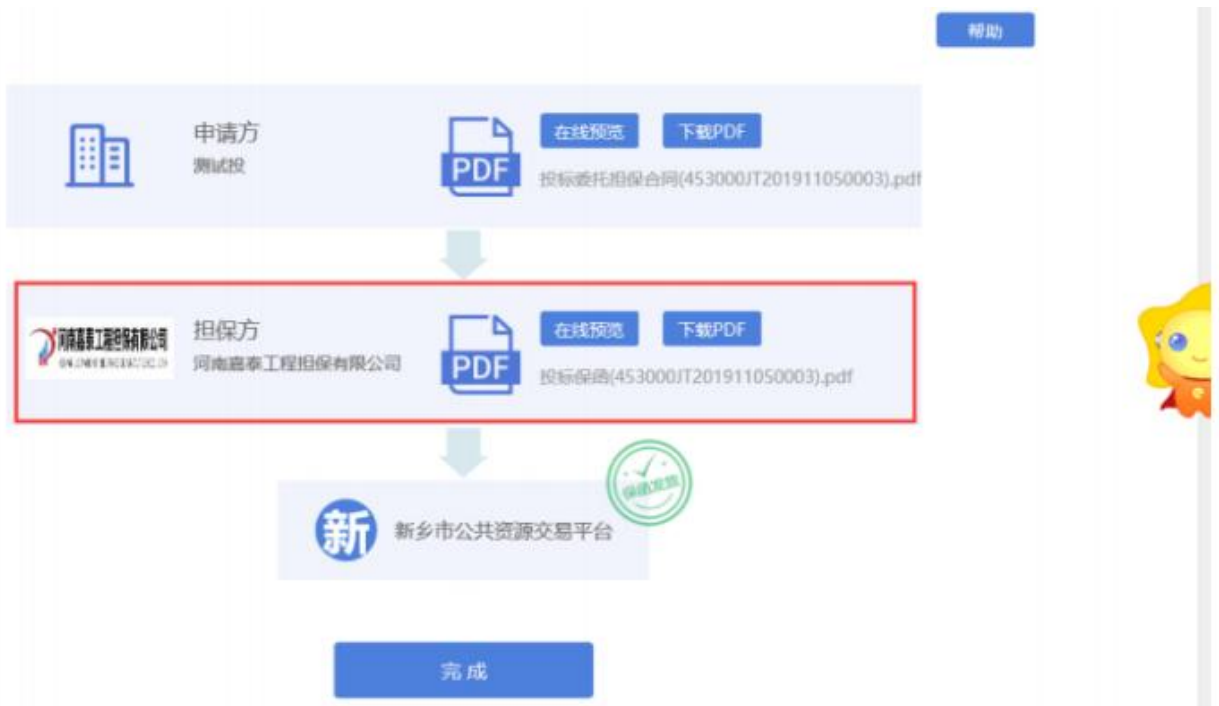 帮助
申请方
测试投
PDF
在线预览
下载PDF
投标委托担保合同(453000JT201911050003).pdf
河南嘉泰工程担保有限公司
担保方
河南嘉泰工程担保有限公司
PDF
在线预览
下载PDF
投标保函(453000JT201911050003).pdf
保函发放
新
新乡市公共资源交易平台
完成